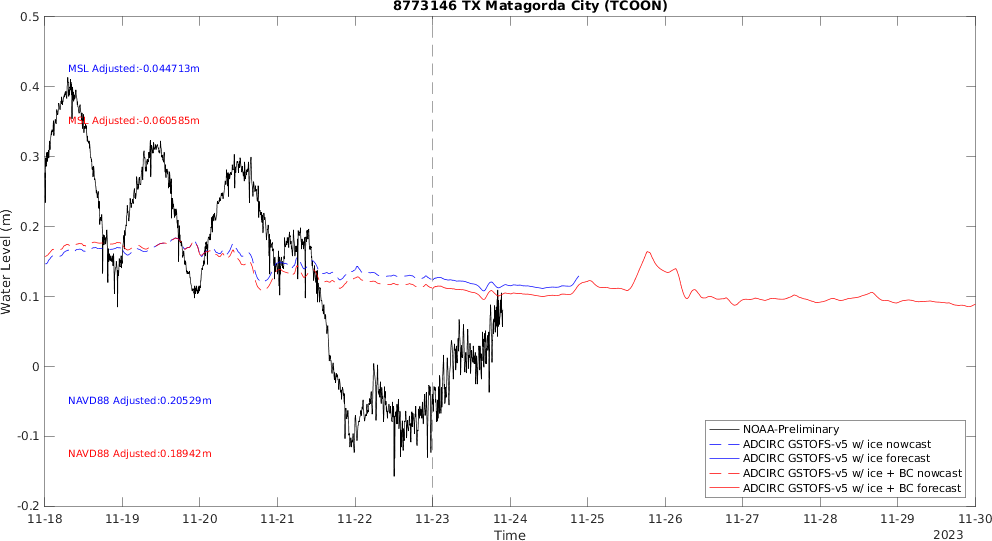 8773146 TX Matagorda City (TCOON)
0.5
0.4
0.3
0.2
0.1
0
-0.1
-0.2
Water Level (m)
MSL Adjusted:-0.044713m
MSL Adjusted:-0.060585m
NAVD88 Adjusted:0.20529m
NAVD88 Adjusted:0.18942m
NOAA-Preliminary
ADCIRC GSTOFS-v5 w/ ice nowcast
ADCIRC GSTOFS-v5 w/ ice forecast
ADCIRC GSTOFS-v5 w/ ice + BC nowcast
ADCIRC GSTOFS-v5 w/ ice + BC forecast
11-18 11-19 11-20 11-21 11-22 11-23 11-24 11-25 11-26 11-27 11-28 11-29 11-30
Time
2023